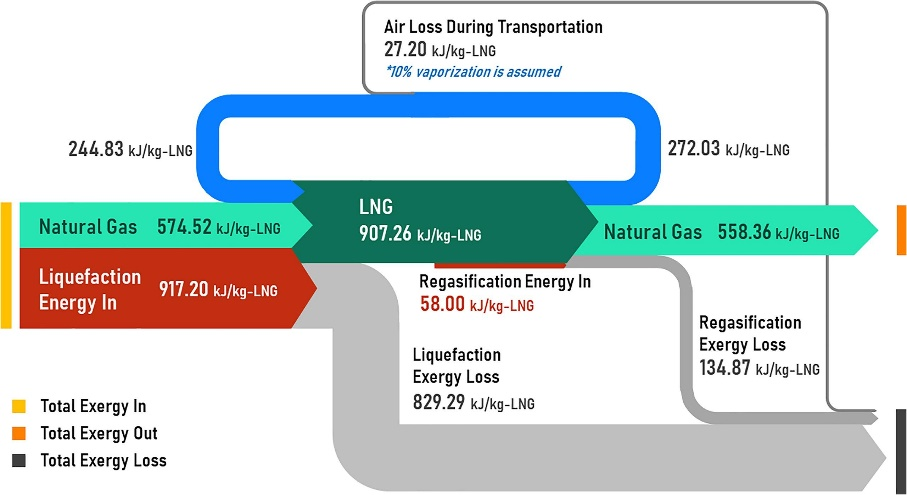 Air Loss During Transportation
27.20 kJ/kg-LNG
*10% vaporization is assumed
244.83 kJ/kg-LNG
272.03 kJ/kg-LNG
LNG
907.26 kJ/kg-LNG
Natural Gas 574.52 kJ/kg-LNG
Natural Gas 558.36 kJ/kg-LNG
Liquefaction
Energy In
917.20 kJ/kg-LNG
Regasification Energy In
58.00 kJ/kg-LNG
Regasification
Exergy Loss
134.87 kJ/kg-LNG
Liquefaction
Exergy Loss
829.29 kJ/kg-LNG
Total Exergy In
Total Exergy Out
Total Exergy Loss